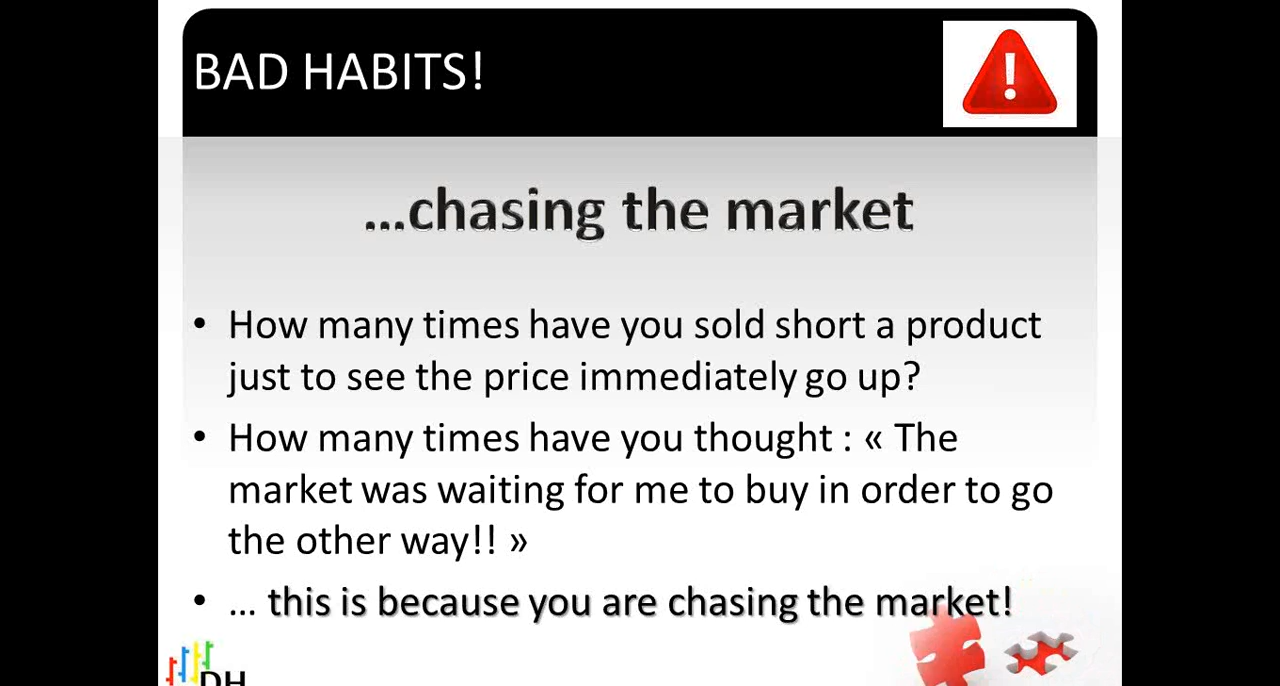 BAD HABITS!
...chasing the market
• How many times have you sold short a product
just to see the price immediately go up?
• How many times have you thought : « The
market was waiting for me to buy in order to go
the other way!! »
• ... this is because you are chasing the market!
DH